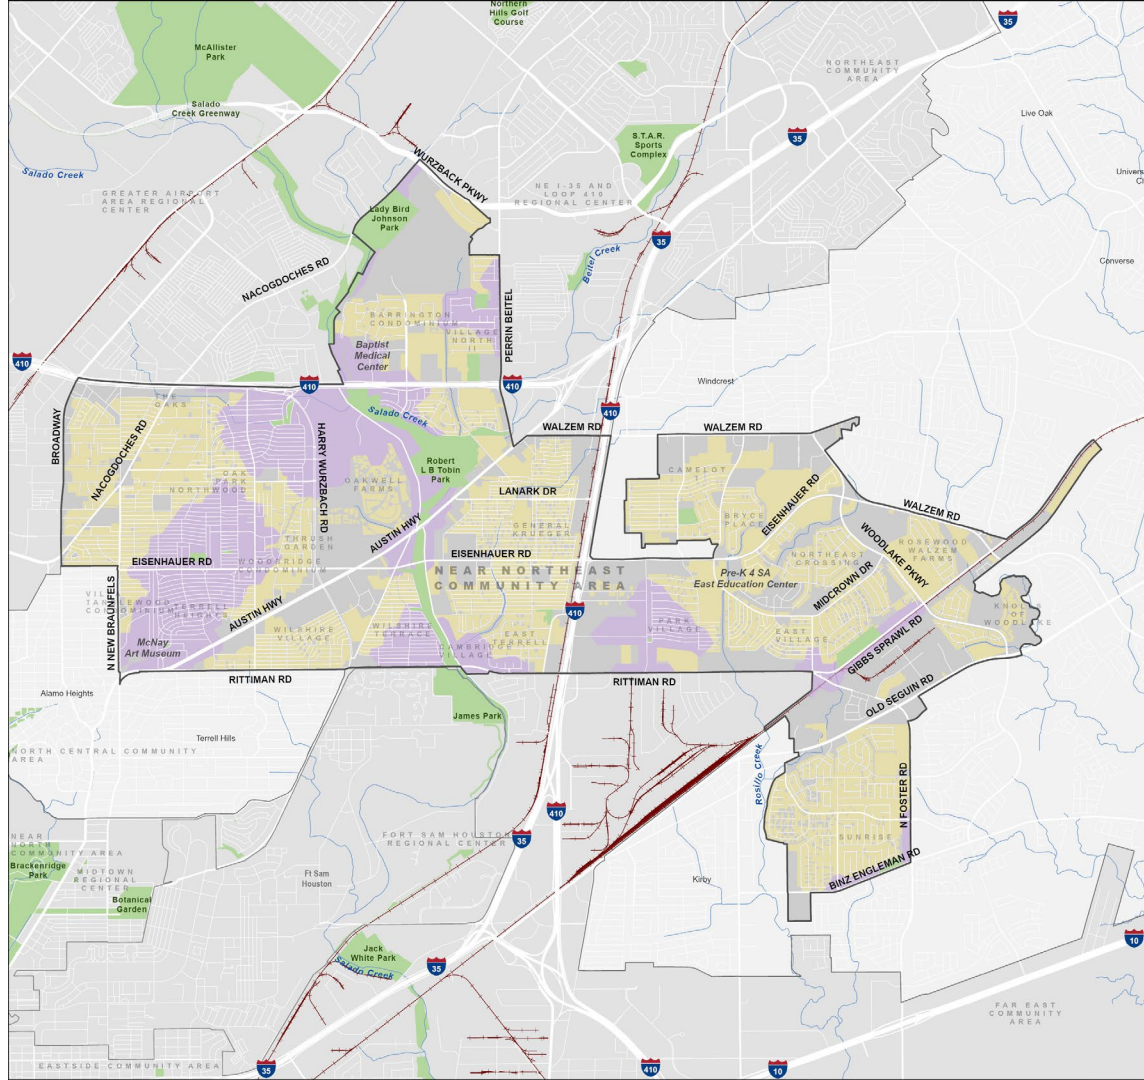 Northern
Hills Golf
Course
35
McAllister
Park
NORTHEAST
COMMUNITY
AREA
Salado
Creek Greenway
Live Oak
S.T.A.R.
Sports
Complex
35
Salado Creek
WURZBACK PKWY
GREATER AIRPORT
AREA REGIONAL
CENTER
NE I-35 AND
LOOP 410
REGIONAL CENTER
Lady Bird
Johnson
Park
35
Beitel Creek
NACOGDOCHES RD
Converse
BARRINGTON
CONDOMINIUM
VILLAGE
NORTH
II
PERRIN BEITEL
Baptist
Medical
Center
410
410
410
Windcrest
THE
OAKS
Salado Creek
410
BROADWAY
NACOGDOCHES RD
HARRY WURZBACH RD
WALZEM RD
WALZEM RD
OAK
PARK
NORTHWOOD
OAKWELL
FARMS
Robert
L B Tobin
Park
CAMELOT
LANARK DR
EISENHAUER RD
WALZEM RD
BRYCE
PLACE
AUSTIN HWY
GENERAL
KRUEGER
THRUSH
GARDEN
WOODLAKE PKWY
ROSEWOOD
WALZEM
FARMS
EISENHAUER RD
WOODRIDGE
CONDOMINIUM
EISENHAUER RD
NEAR NORTHEAST
COMMUNITY AREA
NORTHEAST
CROSSING
Pre-K 4 SA
East Education Center
MIDCROWN DR
N NEW BRAUNFELS
TERRELL
HEIGHTS
AUSTIN HWY
410
KNOLLS
OF
WOODLAKE
WILSHIRE
VILLAGE
WILSHIRE
TERRACE
EAST
TERRELL
CAMBRIDGE
VILLAGE
PARK
VILLAGE
EAST
VILLAGE
McNay
Art Museum
GIBBS SPRAWL RD
RITTIMAN RD
RITTIMAN RD
OLD SEGUIN RD
Alamo Heights
James Park
Terrell Hills
NORTH CENTRAL COMMUNITY
AREA
Rosillo Creek
N FOSTER RD
410
SUNRISE
NEAR
NORTH
COMMUNITY AREA
FORT SAM HOUSTON
REGIONAL CENTER
35
BINZ ENGLEMAN RD
Brackenridge
Park
MIDTOWN
REGIONAL
CENTER
Ft Sam
Houston
Kirby
Botanical
Garden
10
Jack
White Park
Salado Creek
35
FAR EAST
COMMUNITY
AREA
EASTSIDE COMMUNITY AREA
35
410
10